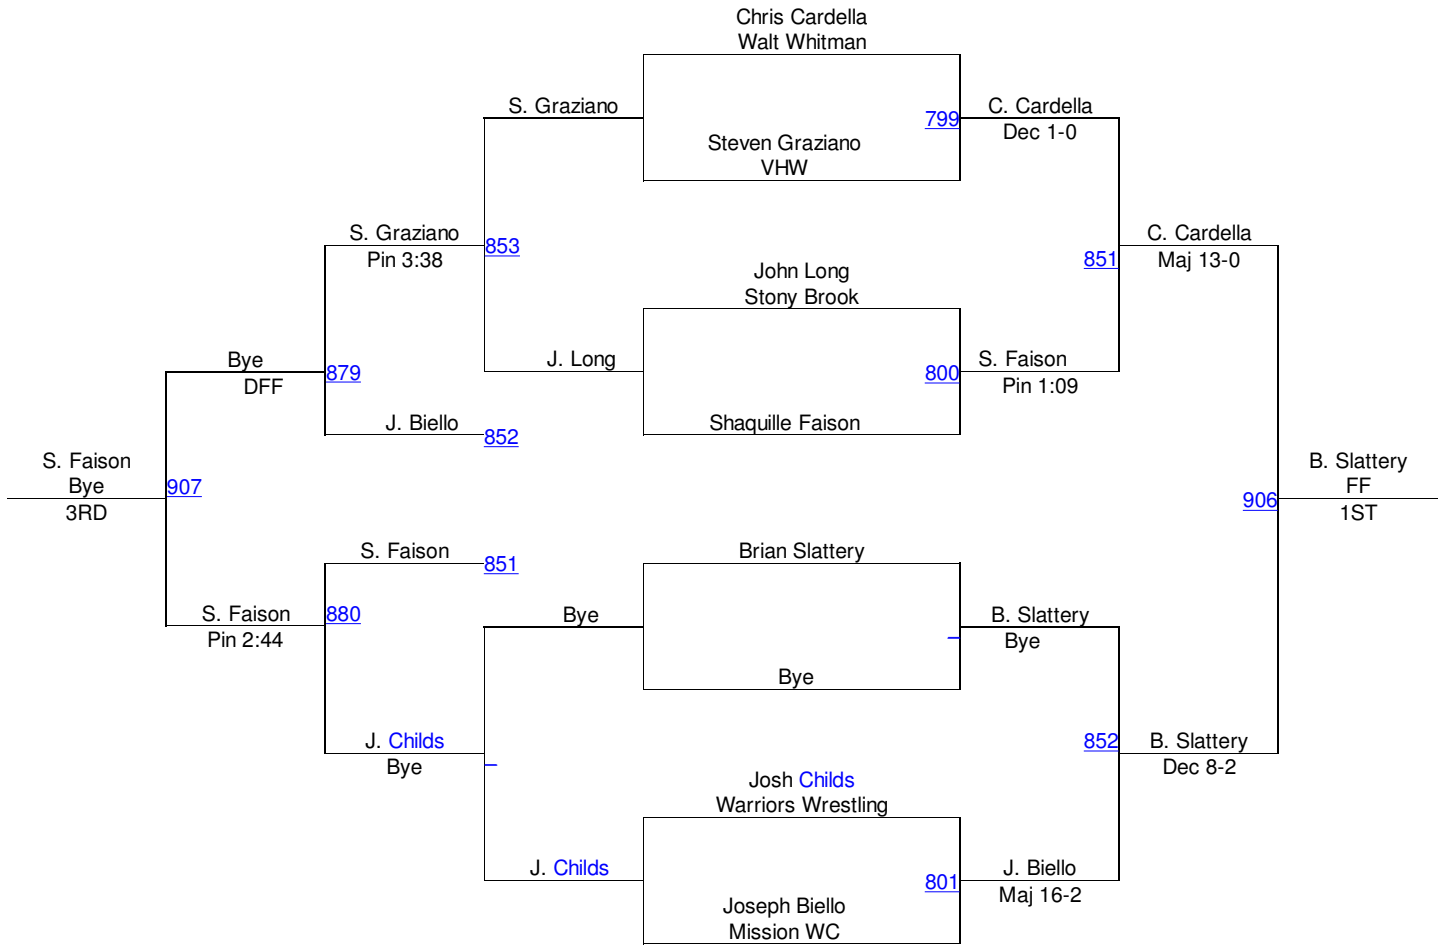 Chris Cardella
Walt Whitman
S. Graziano
799
C. Cardella
Dec 1-0
Steven Graziano
VHW
S. Graziano
Pin 3:38
853
C. Cardella
Maj 13-0
851
John Long
Stony Brook
Bye
DFF
879
J. Long
800
S. Faison
Pin 1:09
J. Biello
852
Shaquille Faison
S. Faison
Bye
3RD
907
906
B. Slattery
FF
1ST
S. Faison
851
Brian Slattery
S. Faison
Pin 2:44
880
Bye
B. Slattery
Bye
Bye
J. Childs
Bye
852
B. Slattery
Dec 8-2
Josh Childs
Warriors Wrestling
J. Childs
801
J. Biello
Maj 16-2
Joseph Biello
Mission WC